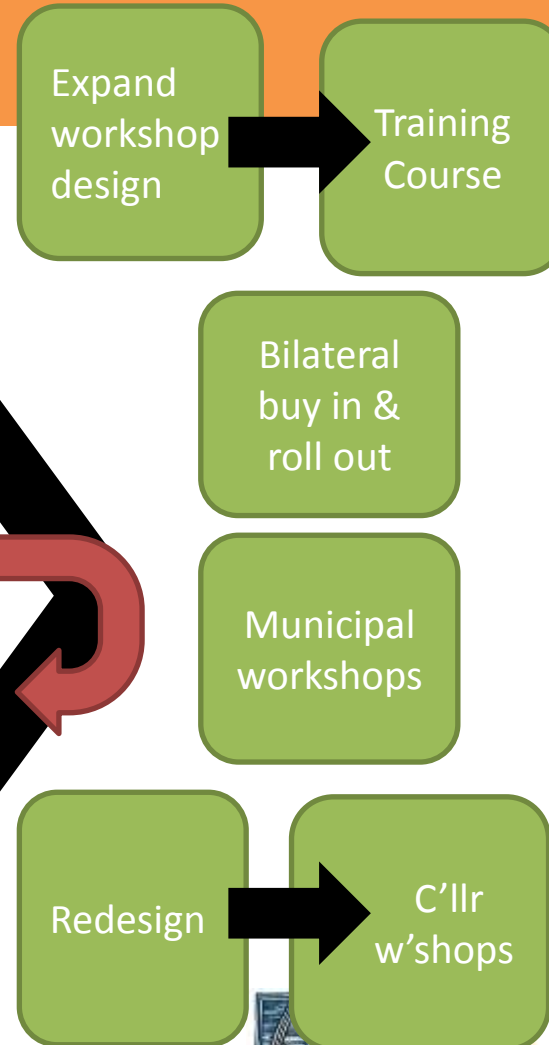 Expand
workshop
design
Training
Course
Bilateral
buy in &
roll out
Municipal
workshops
Redesign
C'llr
w'shops